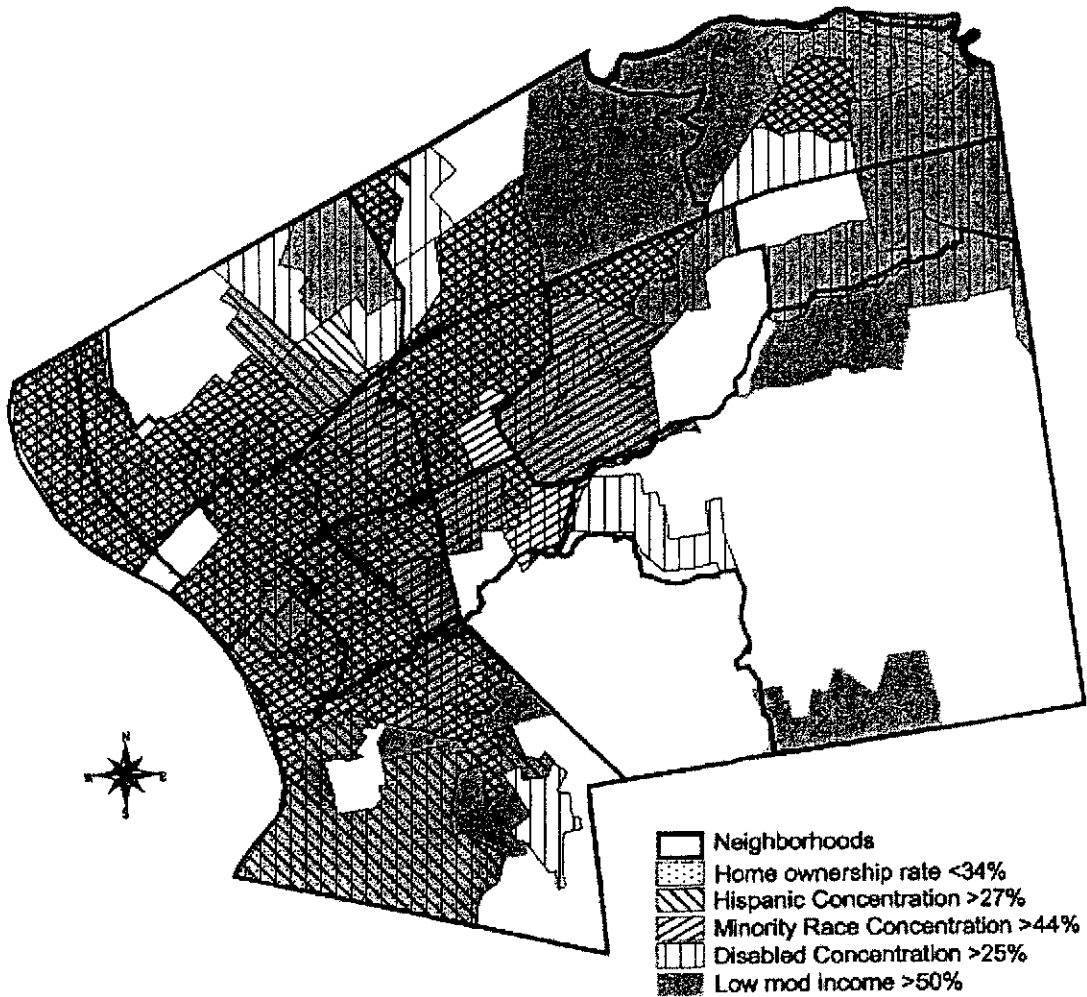 N
W E
S
Neighborhoods
Home ownership rate <34%
Hispanic Concentration >27%
Minority Race Concentration >44%
Disabled Concentration >25%
Low mod income >50%